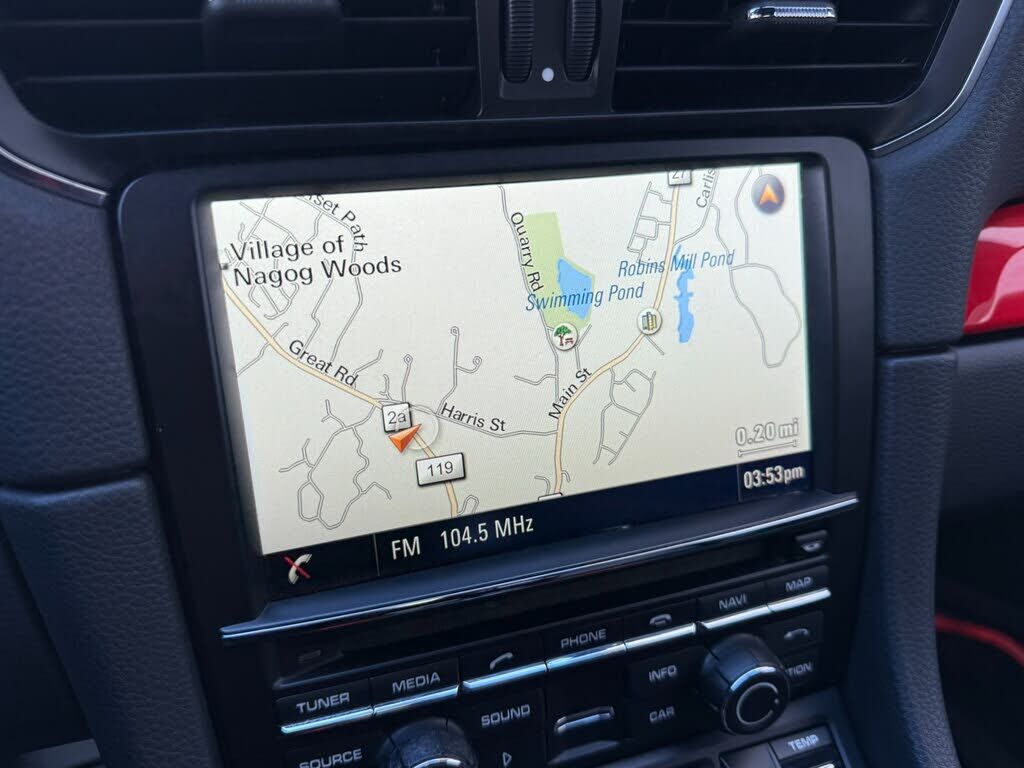 27
Quarry Rd
Village of
Nagog Woods
Robins Mill Pond
Swimming Pond
Great Rd
Main St
2a
Harris St
119
0.20 mi
03:53pm
FM 104.5 MHz
MAP
NAVI
PHONE
MEDIA
TUNER
INFO
SOUND
CAR
SOURCE
TEMP